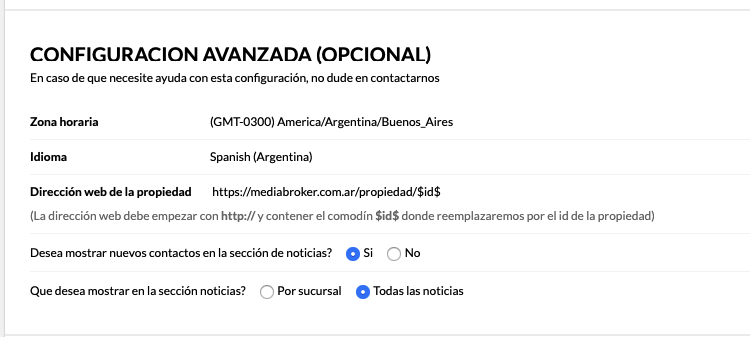 CONFIGURACION AVANZADA (OPCIONAL)
En caso de que necesite ayuda con esta configuración, no dude en contactarnos
Zona horaria (GMT-0300) America/Argentina/Buenos_Aires
Idioma Spanish (Argentina)
Dirección web de la propiedad https://mediabroker.com.ar/propiedad/$id$
(La dirección web debe empezar con http:// y contener el comodín $id$ donde reemplazaremos por el id de la propiedad)
Desea mostrar nuevos contactos en la sección de noticias? Si No
Que desea mostrar en la sección noticias? Por sucursal Todas las noticias